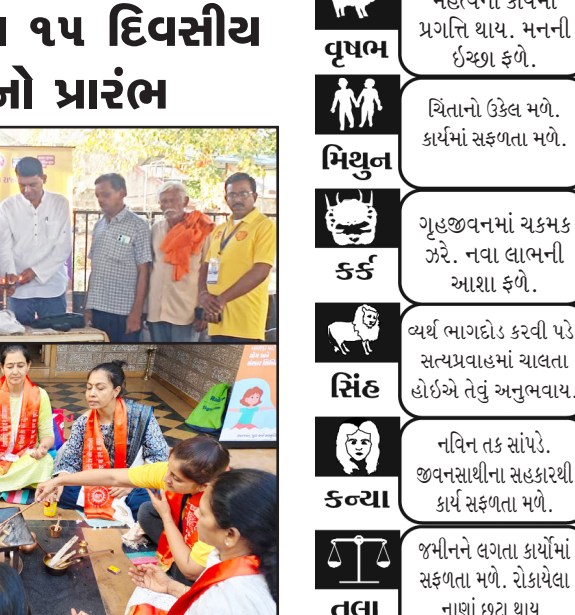 ૧૫ દિવસીય
નો પ્રારંભ
પ્રગત્તિ થાય. મનની
ઇચ્છા ફળે.
વૃષભ
ચિંતાનો ઉકેલ મળે.
કાર્યમાં સફળતા મળે.
મિથુન
ગૃહજીવનમાં ચકમક
ઝરે. નવા લાભની
આશા ફળે.
કર્ક
વ્યર્થ ભાગદોડ કરવી પડે
સત્યપ્રવાહમાં ચાલતા
હોઇએ તેવું અનુભવાય.
સિંહ
નવિન તક સાંપડે.
જીવનસાથીના સહકારથી
કાર્ય સફળતા મળે.
કન્યા
જમીનને લગતા કાર્યોમાં
સફળતા મળે. રોકાયેલા
નાણાં છુટા થાય
તુલા